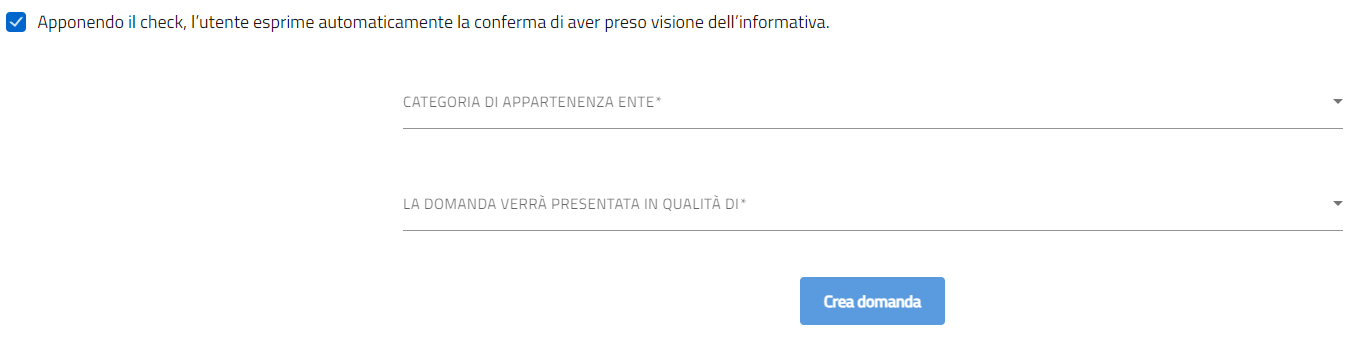 Apponendo il check, l’utente esprime automaticamente la conferma di aver preso visione dell’informativa.
CATEGORIA DI APPARTENENZA ENTE*
LA DOMANDA VERRÀ PRESENTATA IN QUALITÀ DI*
Crea domanda